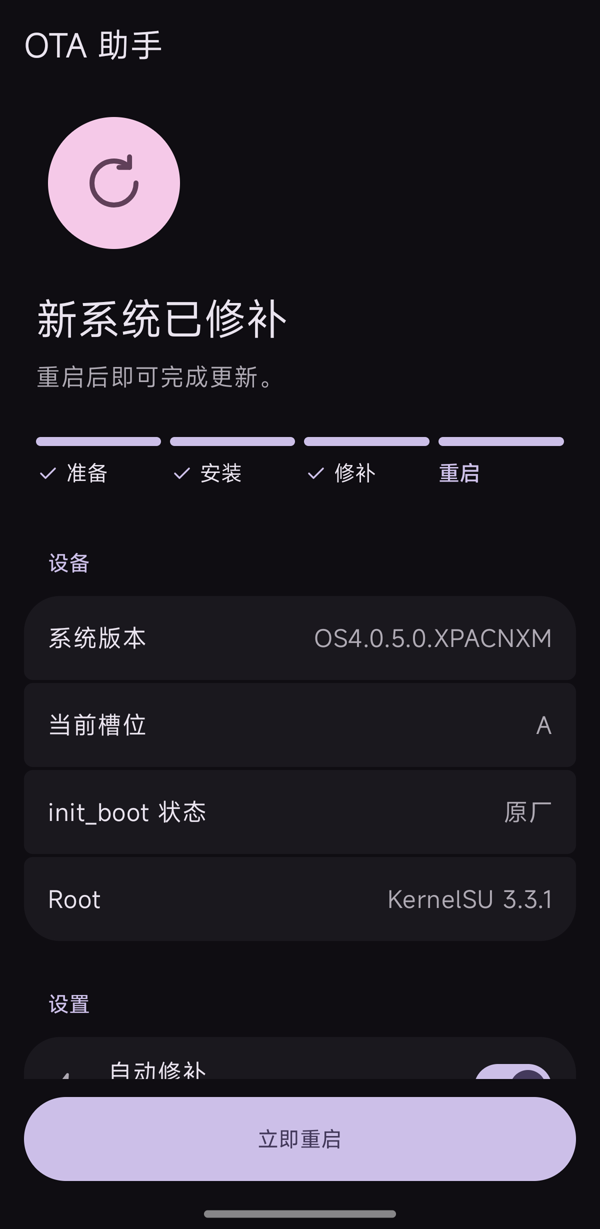 OTA 助手
新系统已修补
重启后即可完成更新。
准备
安装
修补
重启
设备
系统版本 OS4.0.5.0.XPACNXM
当前槽位 A
init_boot 状态 原厂
Root KernelSU 3.3.1
设置
自动修补
立即重启